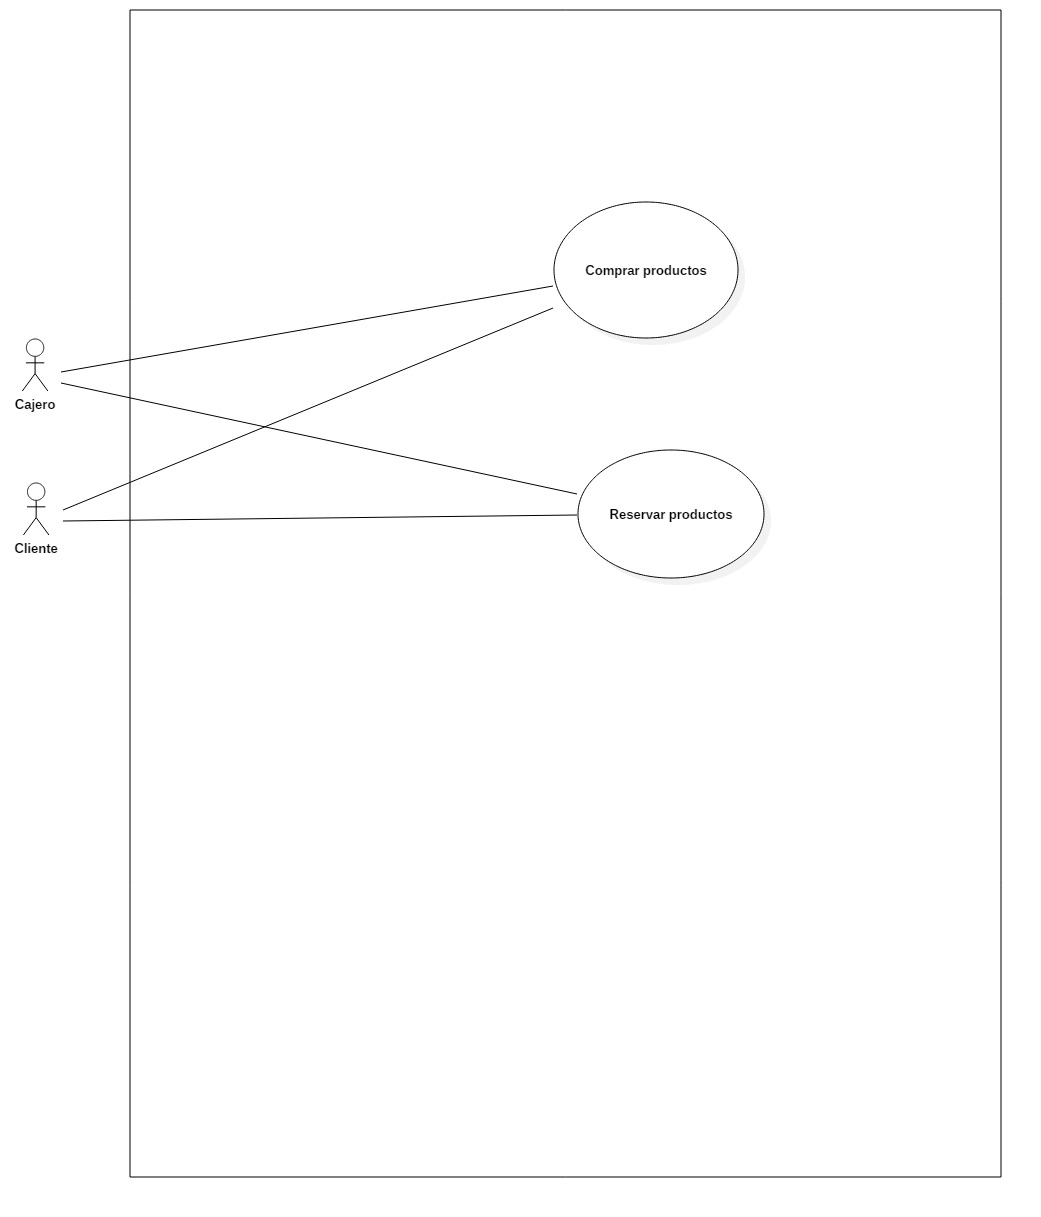 Comprar productos
Cajero
Reservar productos
Cliente